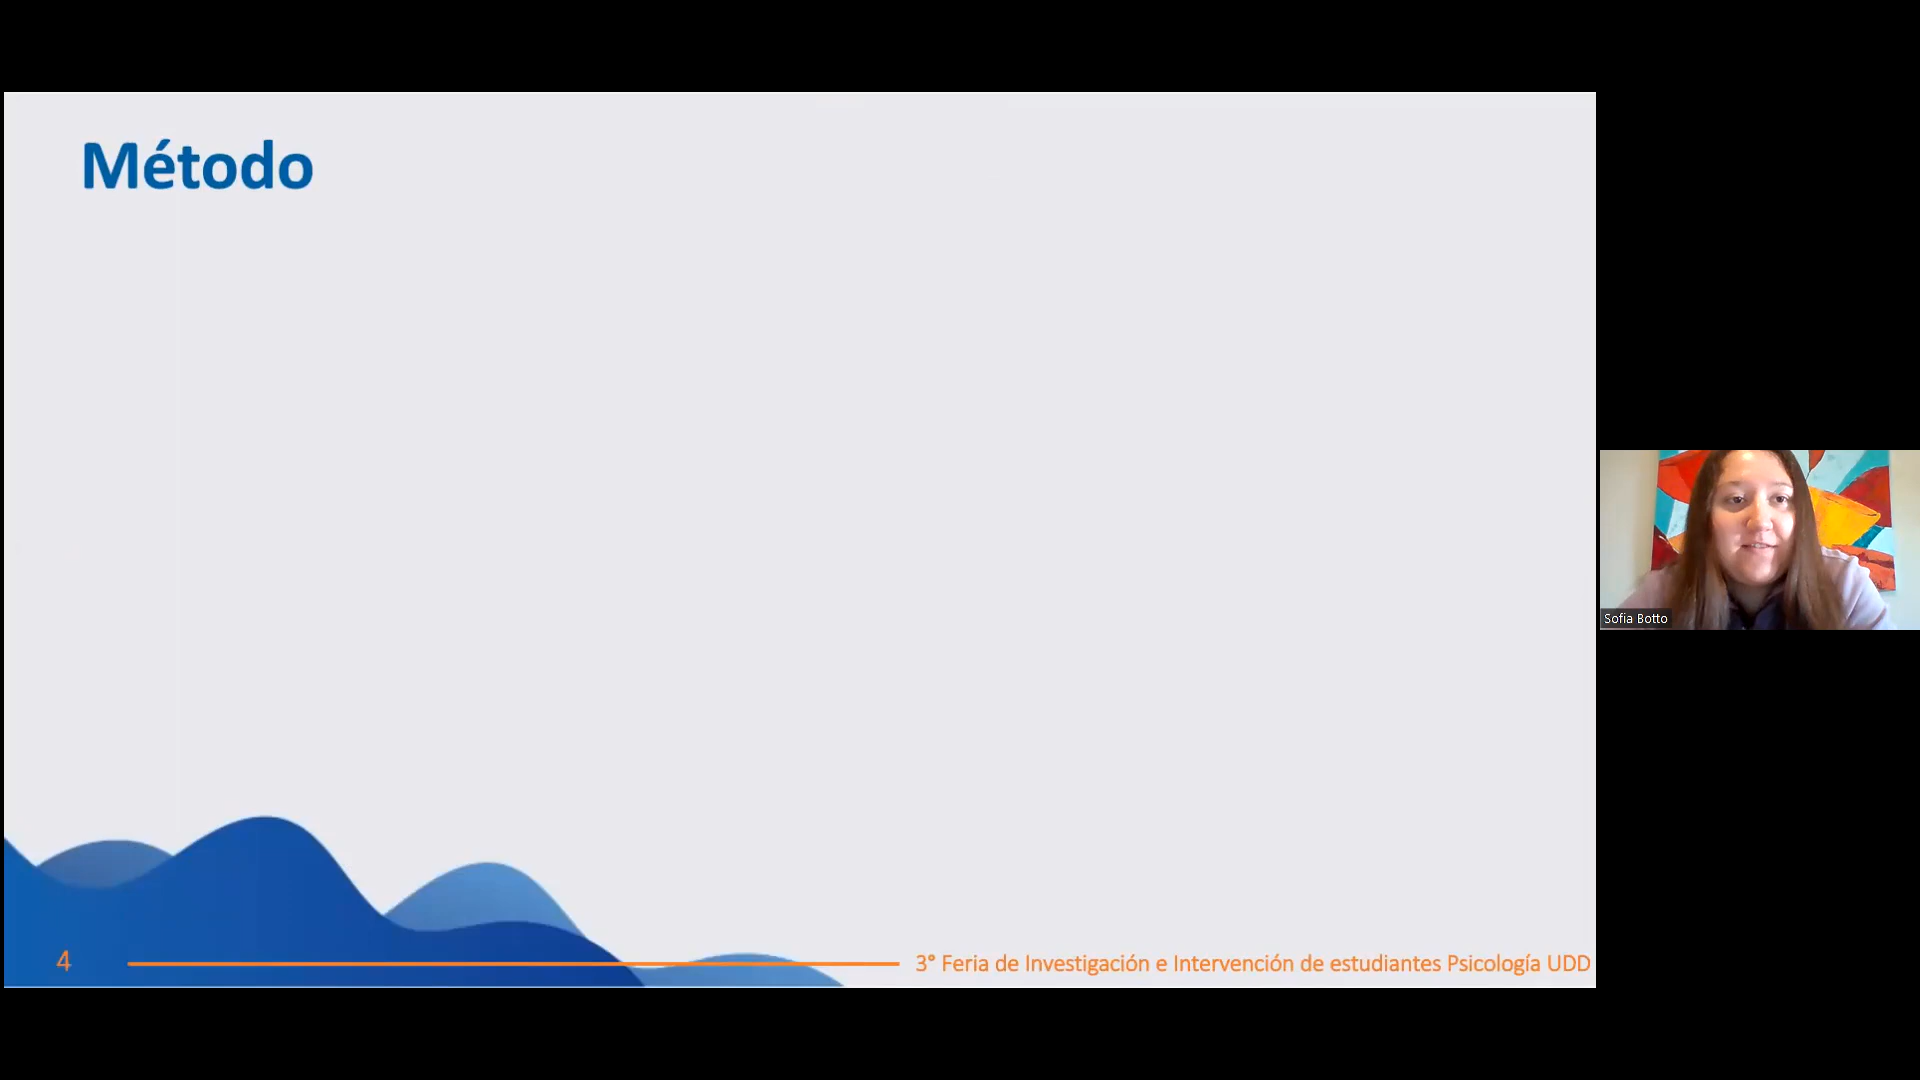 Método
Sofia Botto
4
3° Feria de Investigación e Intervención de estudiantes Psicología UDD